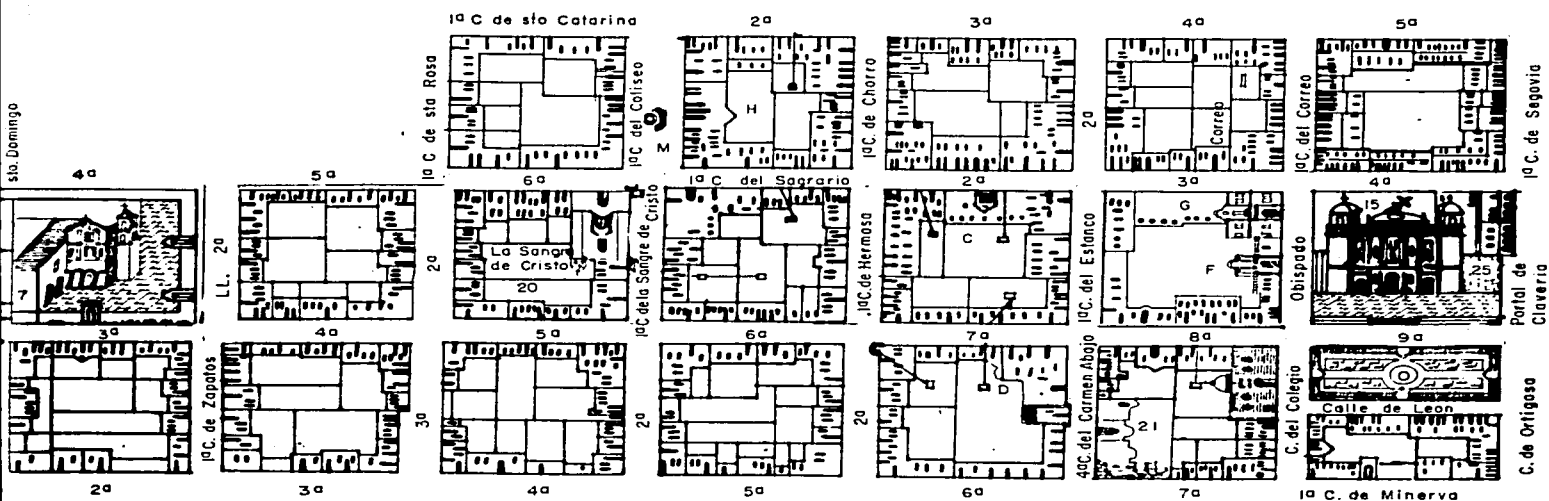 1ª C de sta Catarina 2ª 3ª 4ª 5ª
sto. Domingo
1ª C de sta Rosa
1ª C. del Coliseo
M
H
1ª C. de Chorro
2ª
Correo
1ª C. del Correo
1ª C. de Segovia
4ª 5ª 6ª 1ª C del Sagrario 2ª 3ª 4ª
7
LL. 2ª
2ª
La Sangre
de Cristo
20
1ª C de la Sangre de Cristo
1ª C. de Hermosa
C
1ª C. del Estanco
G
F
Obispado
15
25
Portal de
Claveria
3ª 4ª 5ª 6ª 7ª 8ª 9ª
1ª C. de Zapatos
3ª
2ª
2ª
D
4ª C. del Carmen Abajo
21
C. del Colegio
Calle de Leon
C. de Ortigosa
2ª 3ª 4ª 5ª 6ª 7ª 1ª C. de Minerva